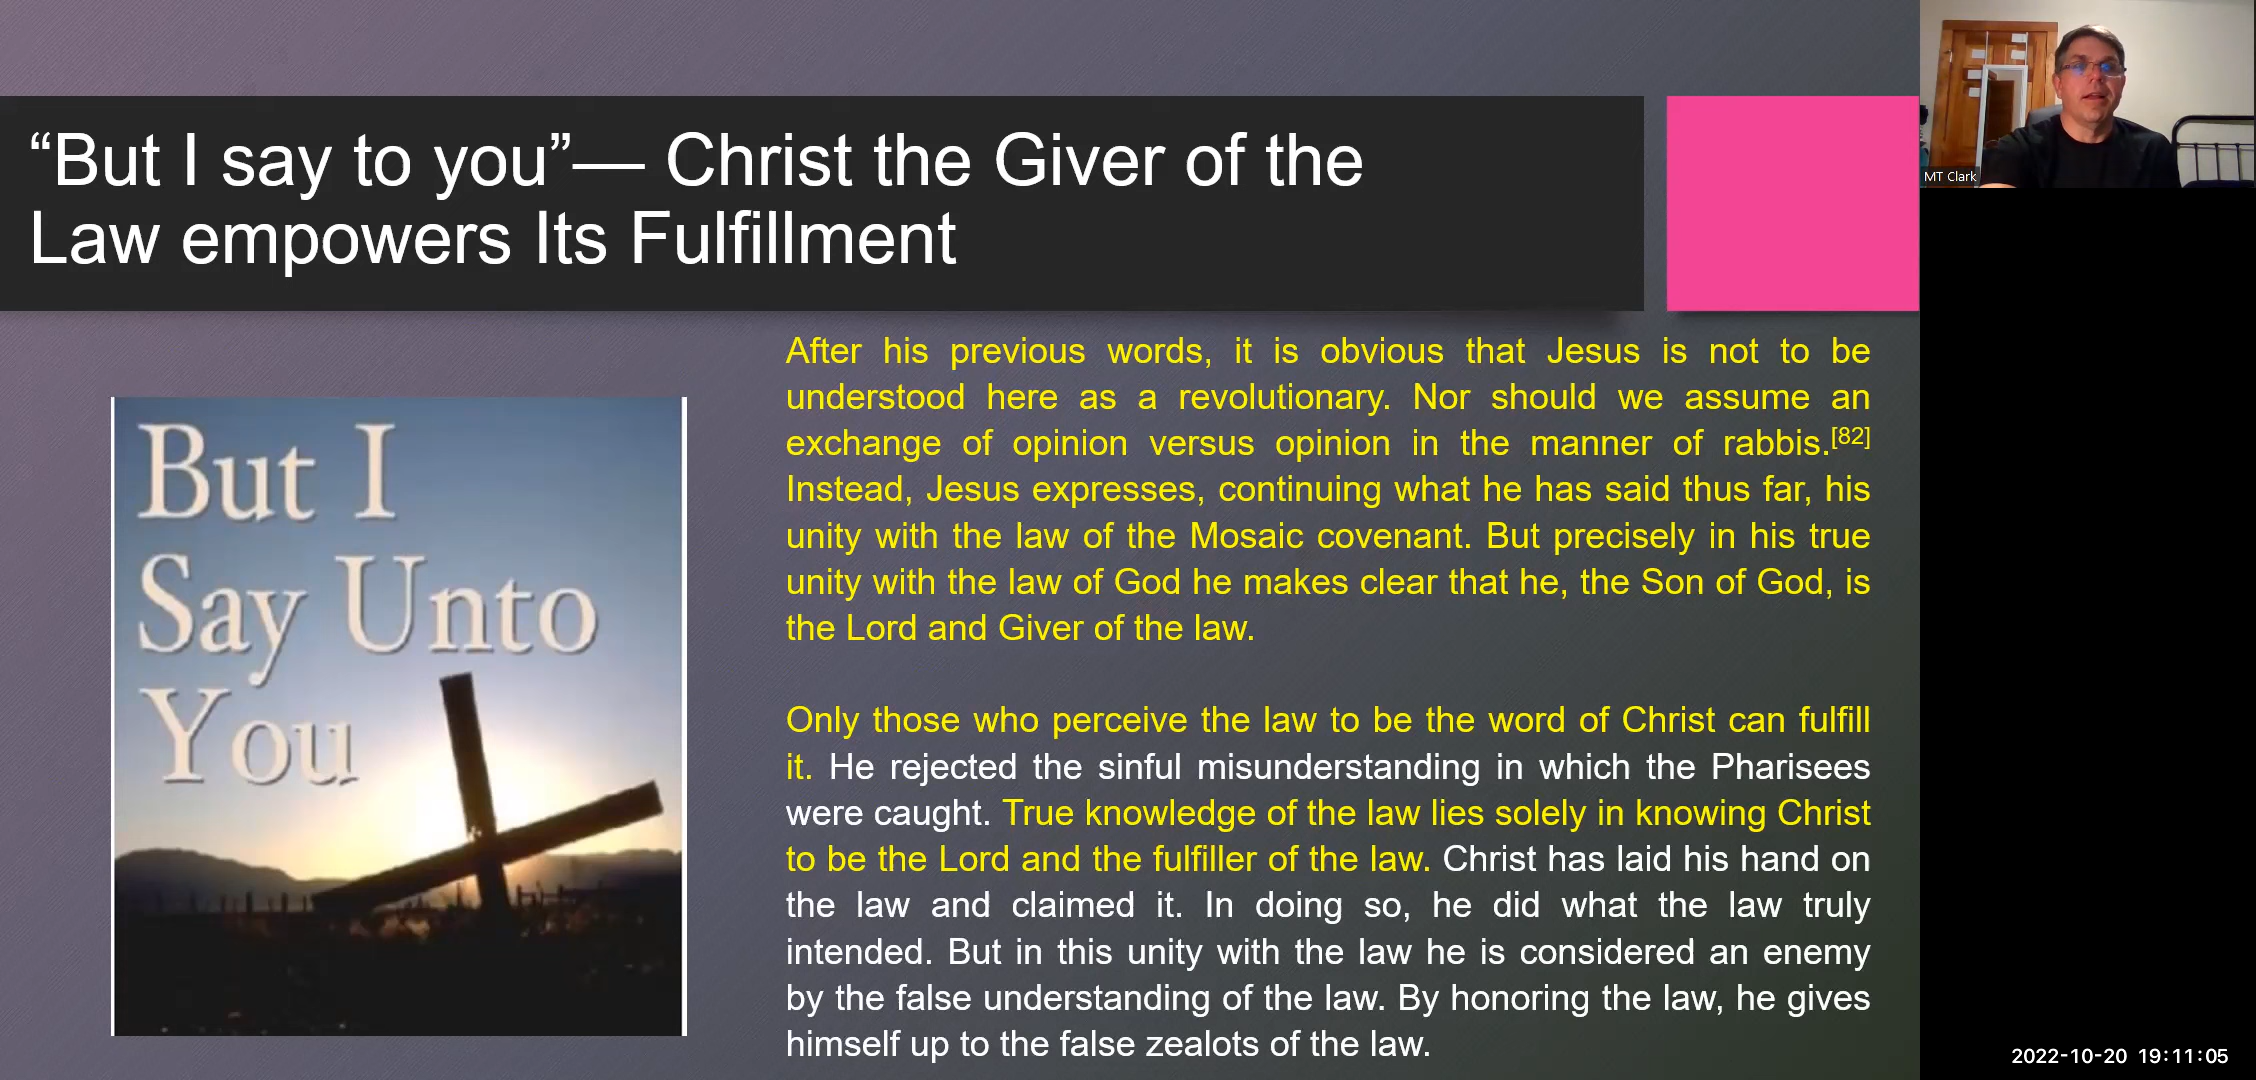 “But I say to you”— Christ the Giver of the
Law empowers Its Fulfillment
MT Clark
But I
Say Unto
You
After his previous words, it is obvious that Jesus is not to be
understood here as a revolutionary. Nor should we assume an
exchange of opinion versus opinion in the manner of rabbis.[82]
Instead, Jesus expresses, continuing what he has said thus far, his
unity with the law of the Mosaic covenant. But precisely in his true
unity with the law of God he makes clear that he, the Son of God, is
the Lord and Giver of the law.
Only those who perceive the law to be the word of Christ can fulfill
it. He rejected the sinful misunderstanding in which the Pharisees
were caught. True knowledge of the law lies solely in knowing Christ
to be the Lord and the fulfiller of the law. Christ has laid his hand on
the law and claimed it. In doing so, he did what the law truly
intended. But in this unity with the law he is considered an enemy
by the false understanding of the law. By honoring the law, he gives
himself up to the false zealots of the law.
2022-10-20 19:11:05